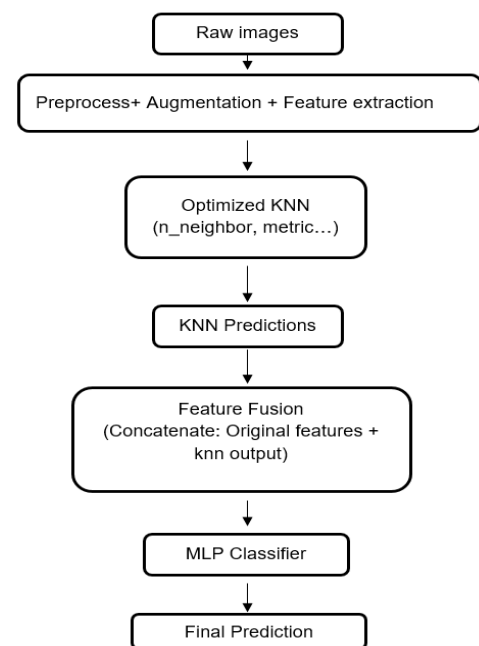 Raw images
Preprocess+ Augmentation + Feature extraction
Optimized KNN
(n_neighbor, metric...)
KNN Predictions
Feature Fusion
(Concatenate: Original features +
knn output)
MLP Classifier
Final Prediction